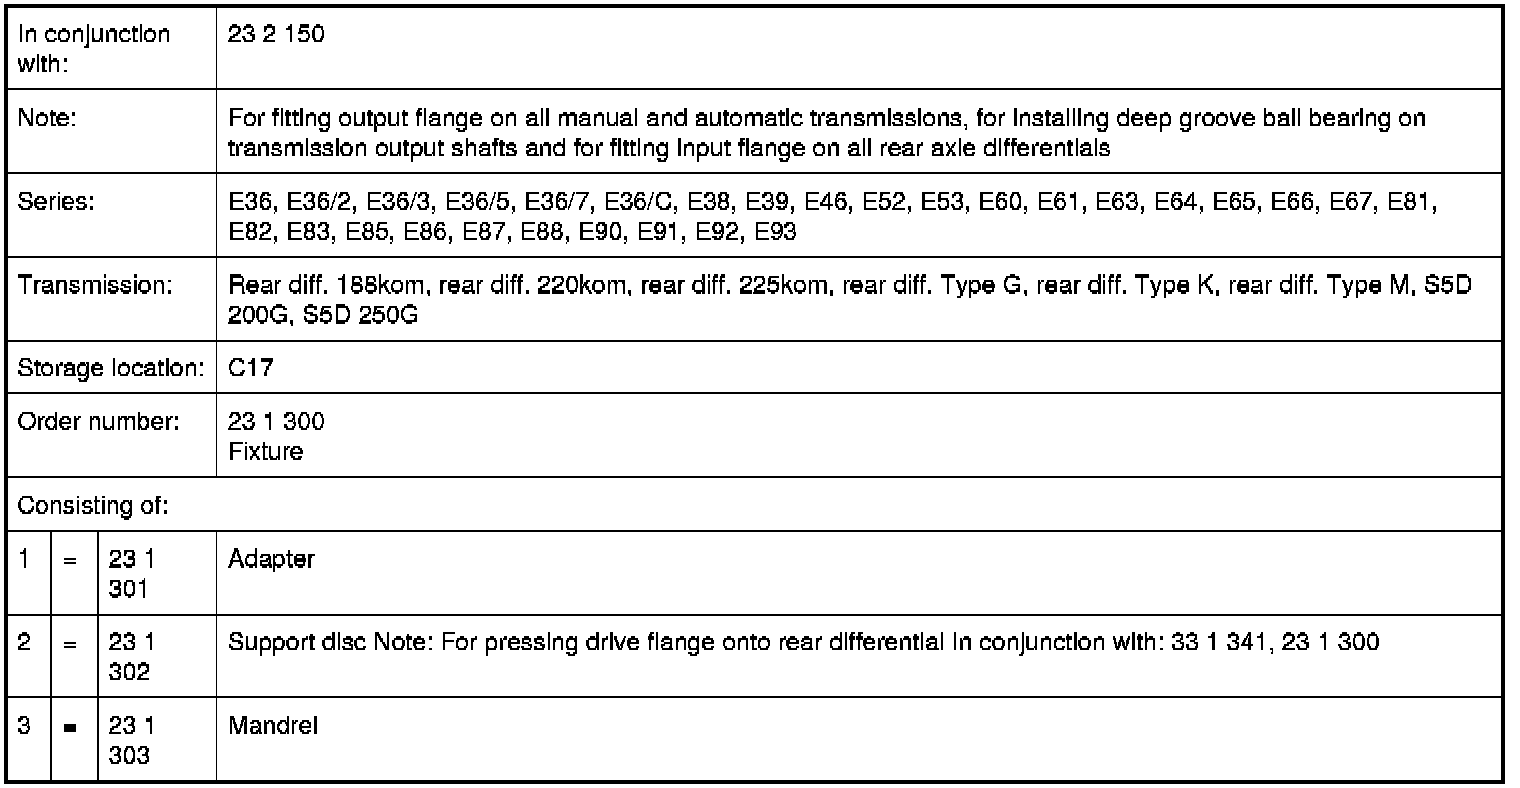 In conjunction with: 23 2 150
Note: For fitting output flange on all manual and automatic transmissions, for installing deep groove ball bearing on
transmission output shafts and for fitting input flange on all rear axle differentials
Series: E36, E36/2, E36/3, E36/5, E36/7, E36/C, E38, E39, E46, E52, E53, E60, E61, E63, E64, E65, E66, E67, E81,
E82, E83, E85, E86, E87, E88, E90, E91, E92, E93
Transmission: Rear diff. 188kom, rear diff. 220kom, rear diff. 225kom, rear diff. Type G, rear diff. Type K, rear diff. Type M, S5D
200G, S5D 250G
Storage location: C17
Order number: 23 1 300
Fixture
Consisting of:
1 = 23 1 301 Adapter
2 = 23 1 302 Support disc Note: For pressing drive flange onto rear differential In conjunction with: 33 1 341, 23 1 300
3 = 23 1 303 Mandrel